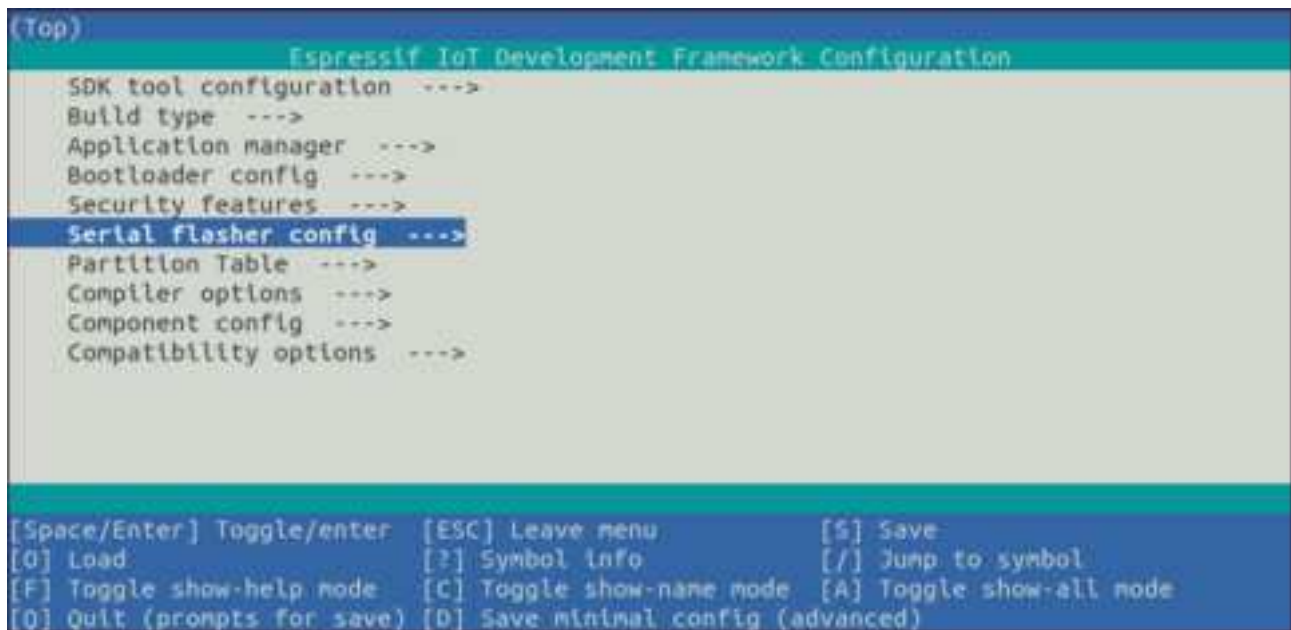 (Top)
Espressif IoT Development Framework Configuration
SDK tool configuration --->
Build type --->
Application manager --->
Bootloader config --->
Security features --->
Serial flasher config --->
Partition Table --->
Compiler options --->
Component config --->
Compatibility options --->
[Space/Enter] Toggle/enter [ESC] Leave menu [S] Save
[O] Load [?] Symbol info [/] Jump to symbol
[F] Toggle show-help mode [C] Toggle show-name mode [A] Toggle show-all mode
[Q] Quit (prompts for save) [D] Save minimal config (advanced)